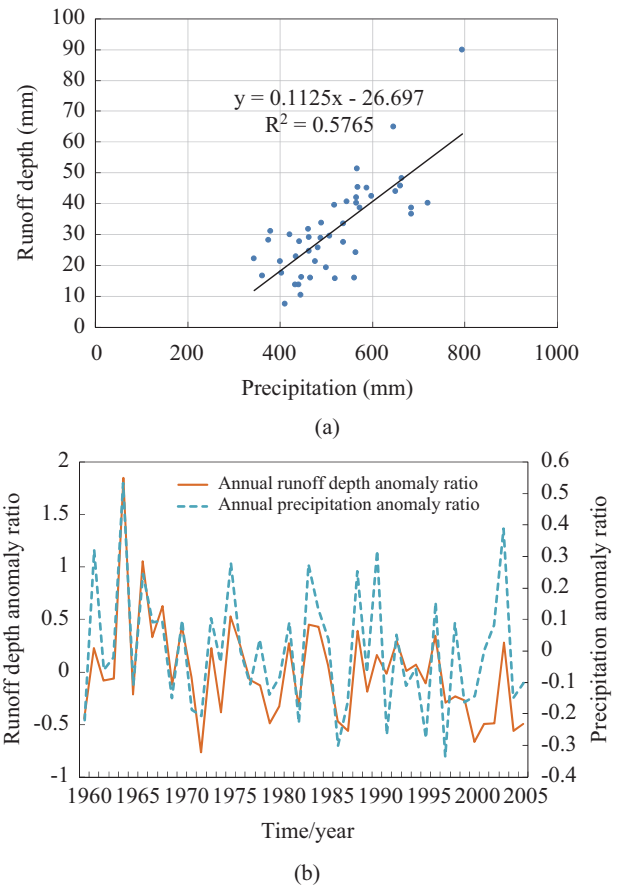 100
90
80
70
60
50
40
30
20
10
0
Runoff depth (mm)
y = 0.1125x - 26.697
R² = 0.5765
0 200 400 600 800 1000
Precipitation (mm)
(a)
2
1.5
1
0.5
0
-0.5
-1
Runoff depth anomaly ratio
Annual runoff depth anomaly ratio
Annual precipitation anomaly ratio
0.6
0.5
0.4
0.3
0.2
0.1
0
-0.1
-0.2
-0.3
-0.4
Precipitation anomaly ratio
1960 1965 1970 1975 1980 1985 1990 1995 2000 2005
Time/year
(b)